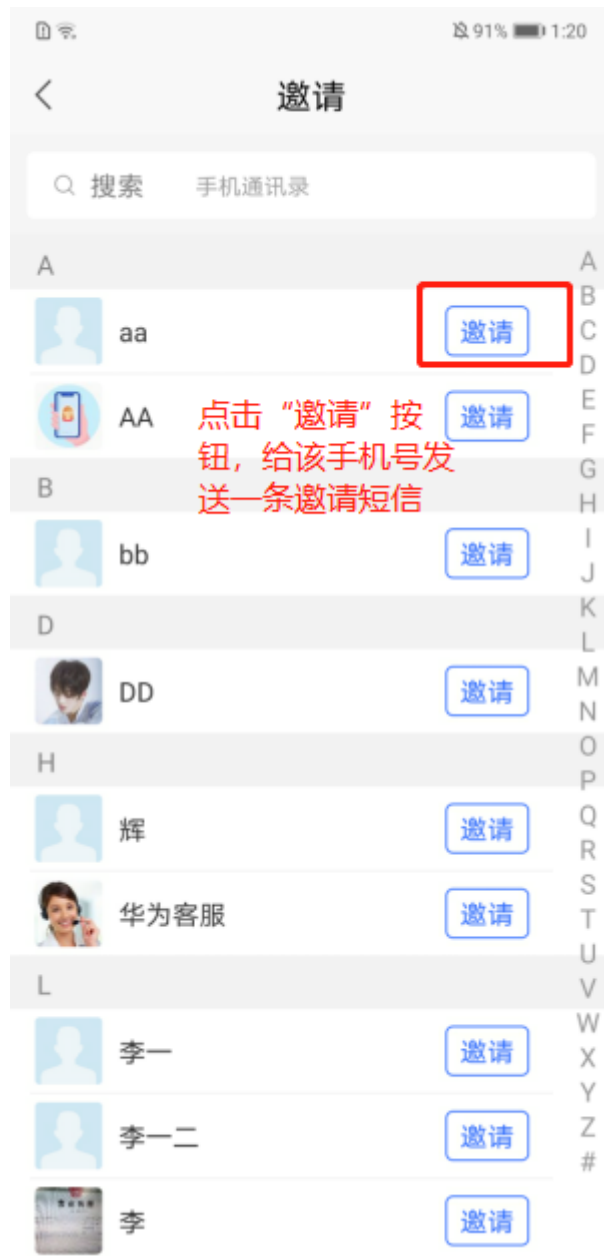 91% 1:20
邀请
搜索 手机通讯录
A
aa 邀请
AA 邀请
点击“邀请”按
钮，给该手机号发
送一条邀请短信
B
bb 邀请
D
DD 邀请
H
辉 邀请
华为客服 邀请
L
李一 邀请
李一二 邀请
李 邀请
A
B
C
D
E
F
G
H
I
J
K
L
M
N
O
P
Q
R
S
T
U
V
W
X
Y
Z
#